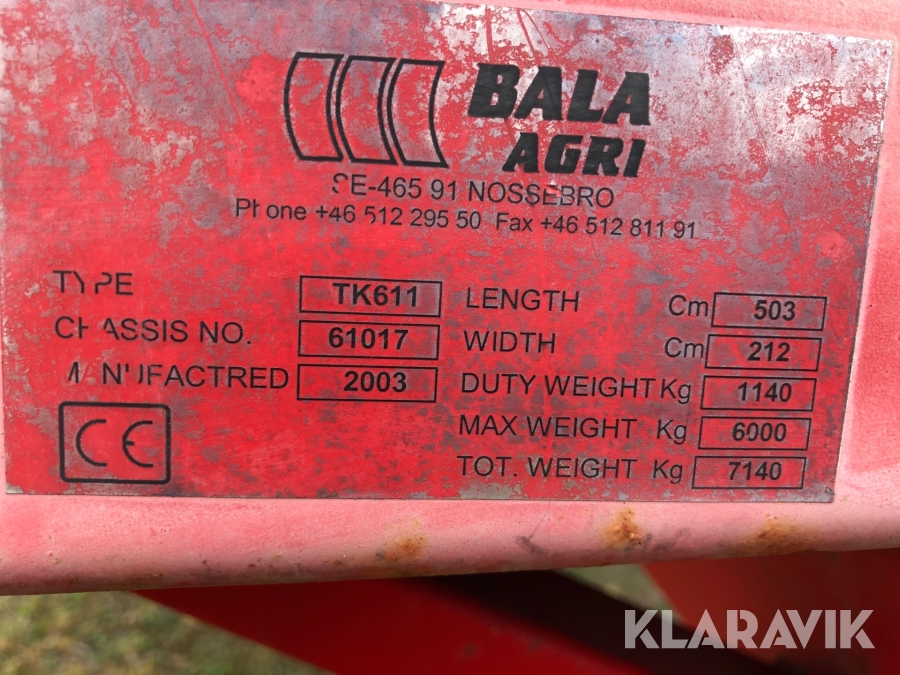 BALA
AGRI
SE-465 91 NOSSEBRO
Phone +46 512 295 50 Fax +46 512 811 91
TYPE TK611 LENGTH Cm 503
CHASSIS NO. 61017 WIDTH Cm 212
MANUFACTRED 2003 DUTY WEIGHT Kg 1140
MAX WEIGHT Kg 6000
TOT. WEIGHT Kg 7140
CE
KLARAVIK